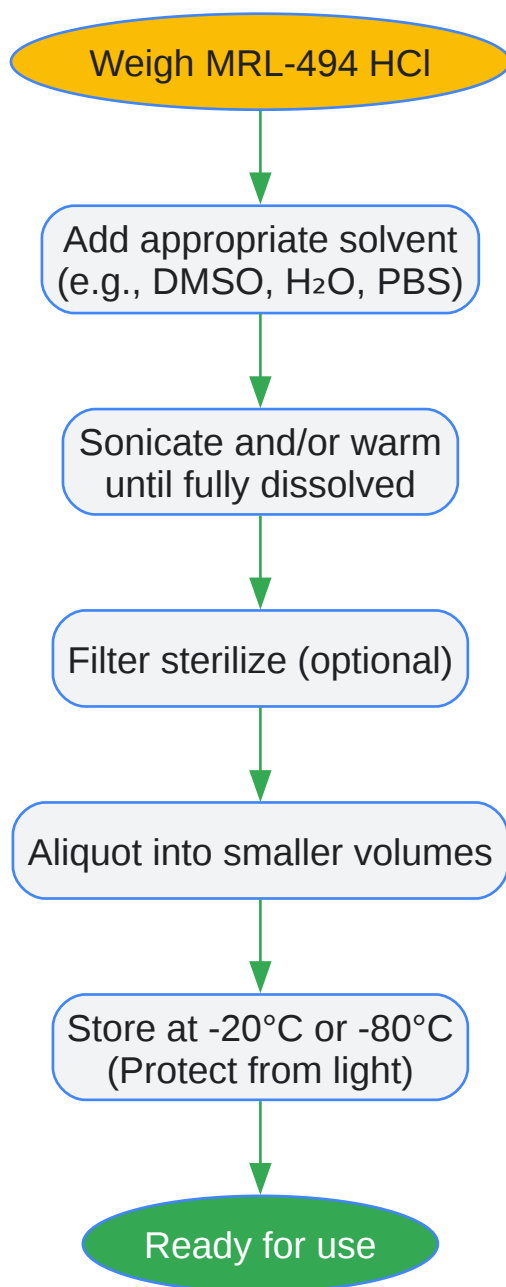 Weigh MRL-494 HCl
Add appropriate solvent
(e.g., DMSO, H₂O, PBS)
Sonicate and/or warm
until fully dissolved
Filter sterilize (optional)
Aliquot into smaller volumes
Store at -20°C or -80°C
(Protect from light)
Ready for use